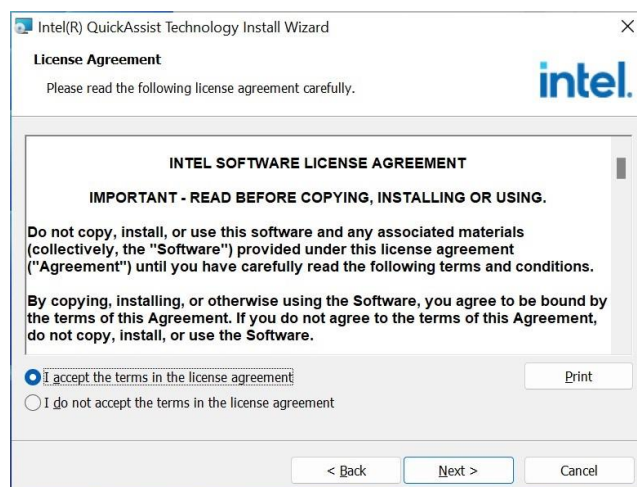 Intel(R) QuickAssist Technology Install Wizard
License Agreement
Please read the following license agreement carefully.
intel.
INTEL SOFTWARE LICENSE AGREEMENT
IMPORTANT - READ BEFORE COPYING, INSTALLING OR USING.
Do not copy, install, or use this software and any associated materials
(collectively, the "Software") provided under this license agreement
("Agreement") until you have carefully read the following terms and conditions.
By copying, installing, or otherwise using the Software, you agree to be bound by
the terms of this Agreement. If you do not agree to the terms of this Agreement,
do not copy, install, or use the Software.
I accept the terms in the license agreement
Print
I do not accept the terms in the license agreement
< Back
Next >
Cancel